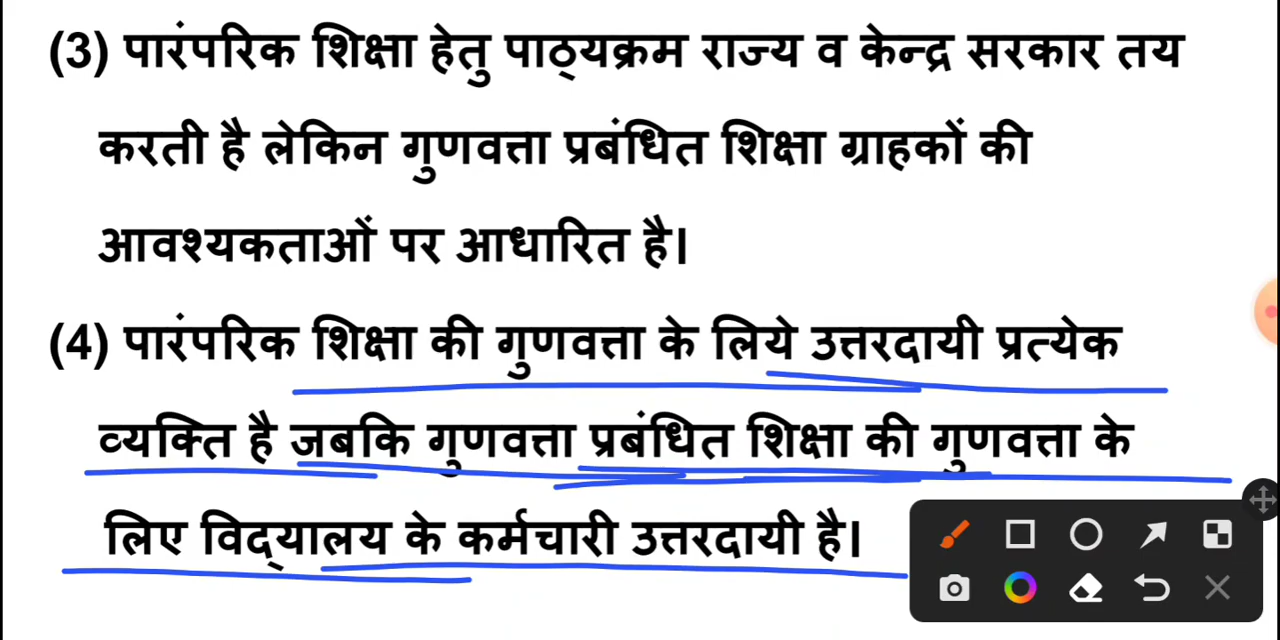 (3) पारंपरिक शिक्षा हेतु पाठ्यक्रम राज्य व केन्द्र सरकार तय
करती है लेकिन गुणवत्ता प्रबंधित शिक्षा ग्राहकों की
आवश्यकताओं पर आधारित है।
(4) पारंपरिक शिक्षा की गुणवत्ता के लिये उत्तरदायी प्रत्येक
व्यक्ति है जबकि गुणवत्ता प्रबंधित शिक्षा की गुणवत्ता के
लिए विद्यालय के कर्मचारी उत्तरदायी है।